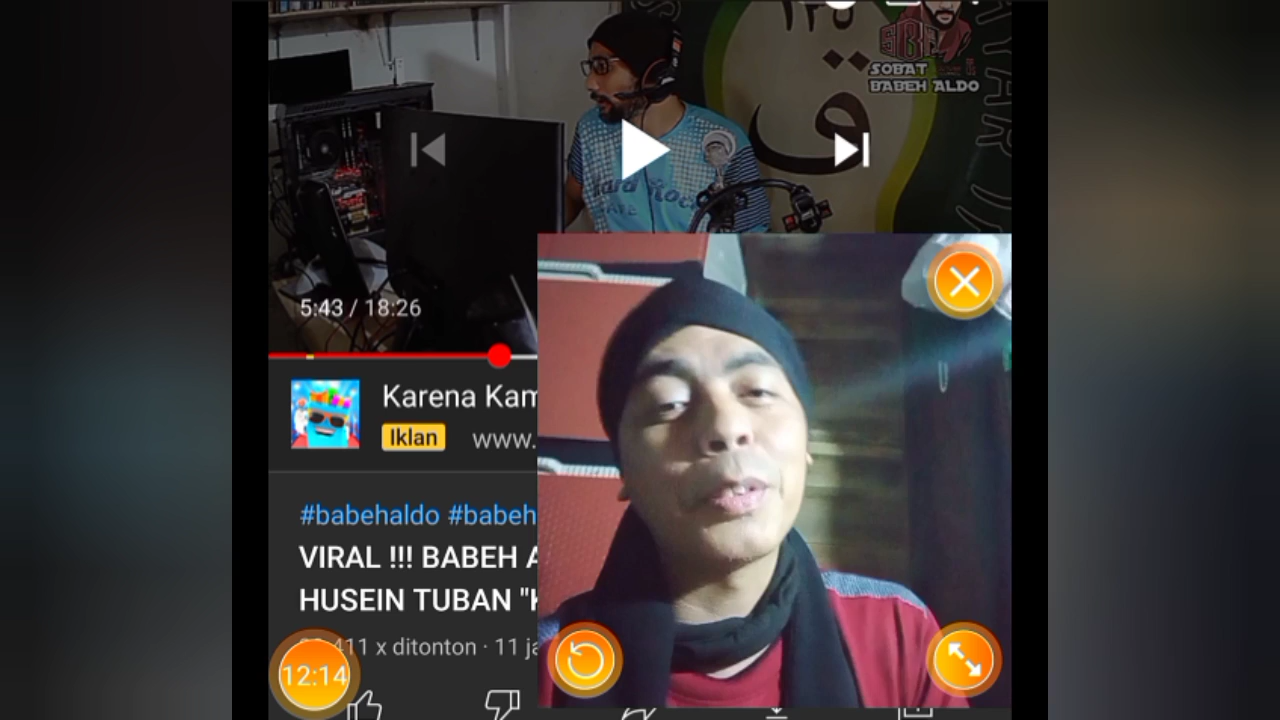 SOBAT
BABEH ALDO
5:43 / 18:26
Karena Kam
Iklan
www.
#babehaldo #babeh
VIRAL !!! BABEH A
HUSEIN TUBAN "K
411 x ditonton · 11 ja
12:14